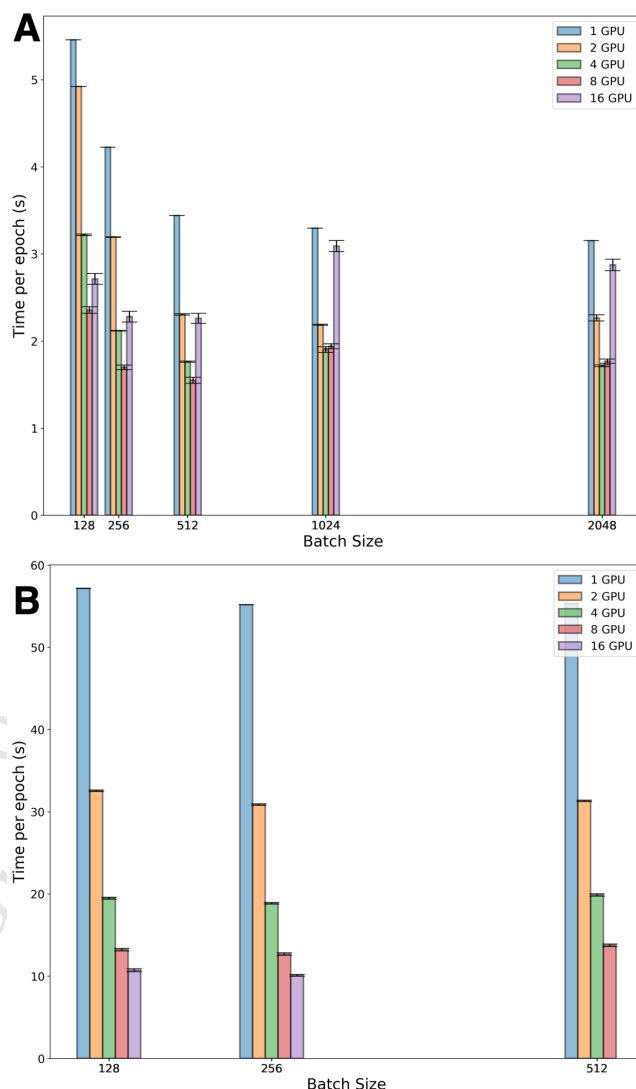 A
1 GPU
2 GPU
4 GPU
8 GPU
16 GPU
Time per epoch (s)
5
4
3
2
1
0
128 256 512 1024 2048
Batch Size
B
1 GPU
2 GPU
4 GPU
8 GPU
16 GPU
Time per epoch (s)
60
50
40
30
20
10
0
128 256 512
Batch Size